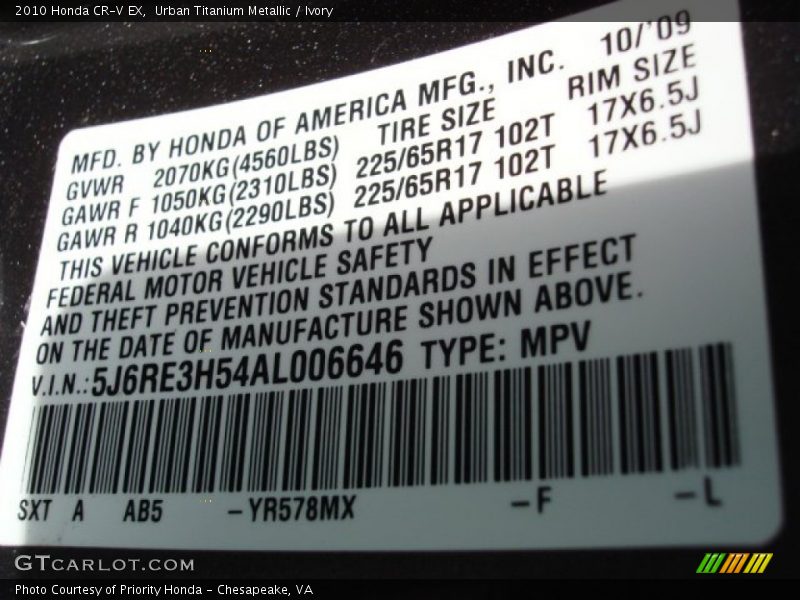 2010 Honda CR-V EX,  Urban Titanium Metallic / Ivory
MFD. BY HONDA OF AMERICA MFG., INC. 10/'09
GVWR 2070KG(4560LBS) TIRE SIZE RIM SIZE
GAWR F 1050KG(2310LBS) 225/65R17 102T 17X6.5J
GAWR R 1040KG(2290LBS) 225/65R17 102T 17X6.5J
THIS VEHICLE CONFORMS TO ALL APPLICABLE
FEDERAL MOTOR VEHICLE SAFETY
AND THEFT PREVENTION STANDARDS IN EFFECT
ON THE DATE OF MANUFACTURE SHOWN ABOVE.
V.I.N.:5J6RE3H54AL006646 TYPE: MPV
SXT A AB5 -YR578MX -F -L
GTCARLOT.COM
Photo Courtesy of Priority Honda - Chesapeake, VA